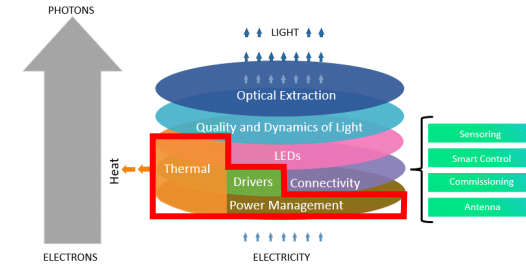 PHOTONS
LIGHT
Optical Extraction
Quality and Dynamics of Light
LEDs
Thermal
Drivers
Connectivity
Power Management
Heat
Sensoring
Smart Control
Commissioning
Antenna
ELECTRONS
ELECTRICITY